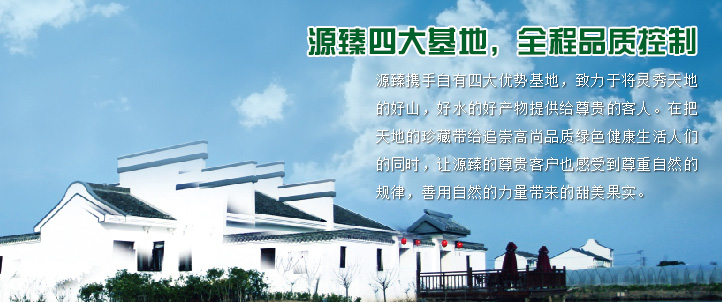 源臻四大基地，全程品质控制
源臻携手自有四大优势基地，致力于将灵秀天地
的好山，好水的好产物提供给尊贵的客人。在把
天地的珍藏带给追崇高尚品质绿色健康生活人们
的同时，让源臻的尊贵客户也感受到尊重自然的
规律，善用自然的力量带来的甜美果实。